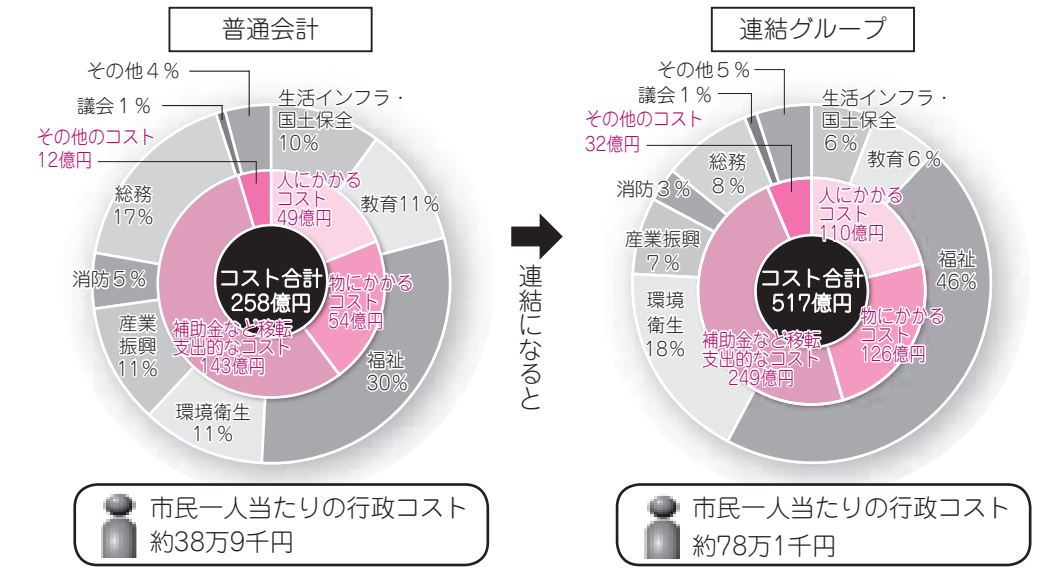 普通会計
その他4%
議会1%
その他のコスト
12億円
生活インフラ・
国土保全
10%
教育11%
福祉
30%
環境衛生
11%
産業
振興
11%
消防5%
総務
17%
人にかかる
コスト
49億円
物にかかる
コスト
54億円
補助金など移転
支出的なコスト
143億円
コスト合計
258億円
市民一人当たりの行政コスト
約38万9千円
連結になると
連結グループ
その他5%
議会1%
その他のコスト
32億円
生活インフラ・
国土保全
6%
教育6%
福祉
46%
環境
衛生
18%
産業振興
7%
消防3%
総務
8%
人にかかる
コスト
110億円
物にかかる
コスト
126億円
補助金など移転
支出的なコスト
249億円
コスト合計
517億円
市民一人当たりの行政コスト
約78万1千円